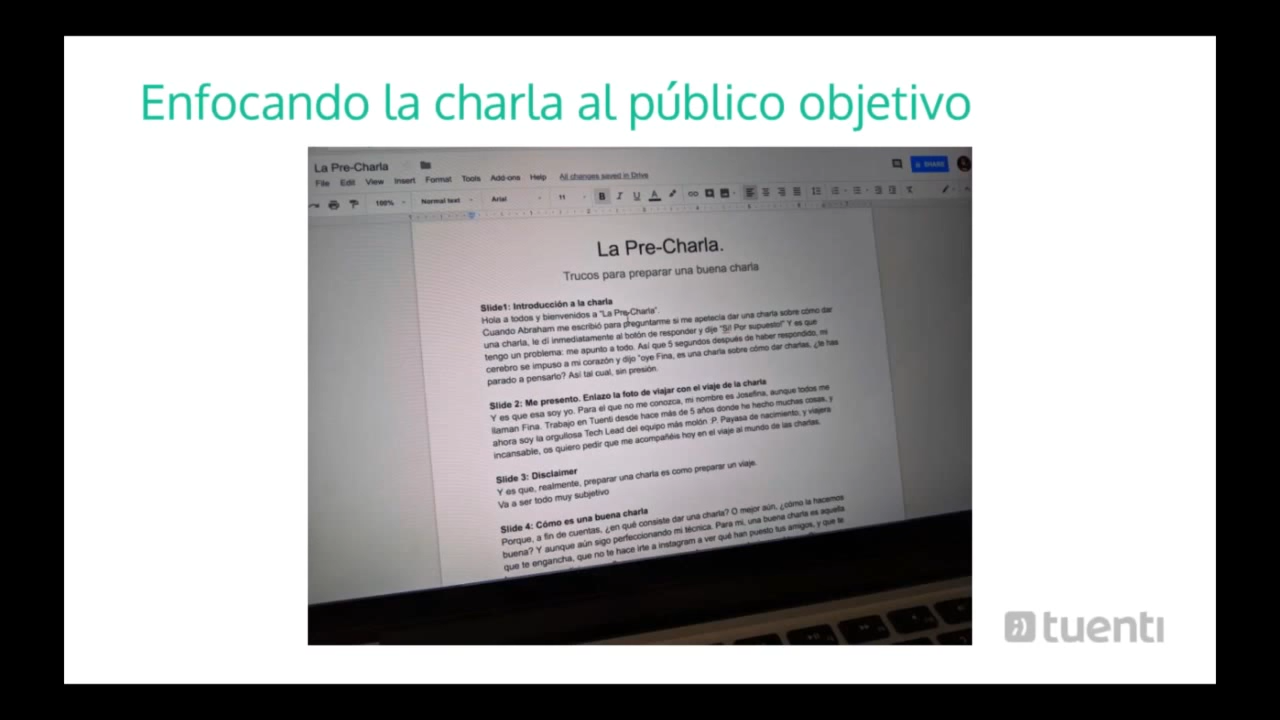 Enfocando la charla al público objetivo
La Pre-Charla
File Edit View Insert Format Tools Add-ons Help All changes saved in Drive
SHARE
100% Normal text Arial 11 B I U A
La Pre-Charla.
Trucos para preparar una buena charla
Slide1: Introducción a la charla
Hola a todos y bienvenidos a "La Pre-Charla".
Cuando Abraham me escribió para preguntarme si me apetecía dar una charla sobre cómo dar
una charla, le dí inmediatamente al botón de responder y dije "Sí! Por supuesto!" Y es que
tengo un problema: me apunto a todo. Así que 5 segundos después de haber respondido, mi
cerebro se impuso a mi corazón y dijo "oye Fina, es una charla sobre cómo dar charlas, ¿te has
parado a pensarlo? Así tal cual, sin presión.
Slide 2: Me presento. Enlazo la foto de viajar con el viaje de la charla
Y es que esa soy yo. Para el que no me conozca, mi nombre es Josefina, aunque todos me
llaman Fina. Trabajo en Tuenti desde hace más de 5 años donde he hecho muchas cosas, y
ahora soy la orgullosa Tech Lead del equipo más molón :P. Payasa de nacimiento, y viajera
incansable, os quiero pedir que me acompañéis hoy en el viaje al mundo de las charlas.
Slide 3: Disclaimer
Y es que, realmente, preparar una charla es como preparar un viaje.
Va a ser todo muy subjetivo
Slide 4: Cómo es una buena charla
Porque, a fin de cuentas, ¿en qué consiste dar una charla? O mejor aún, ¿cómo la hacemos
buena? Y aunque aún sigo perfeccionando mi técnica. Para mi, una buena charla es aquella
que te engancha, que no te hace irte a instagram a ver qué han puesto tus amigos, y que te
tuenti